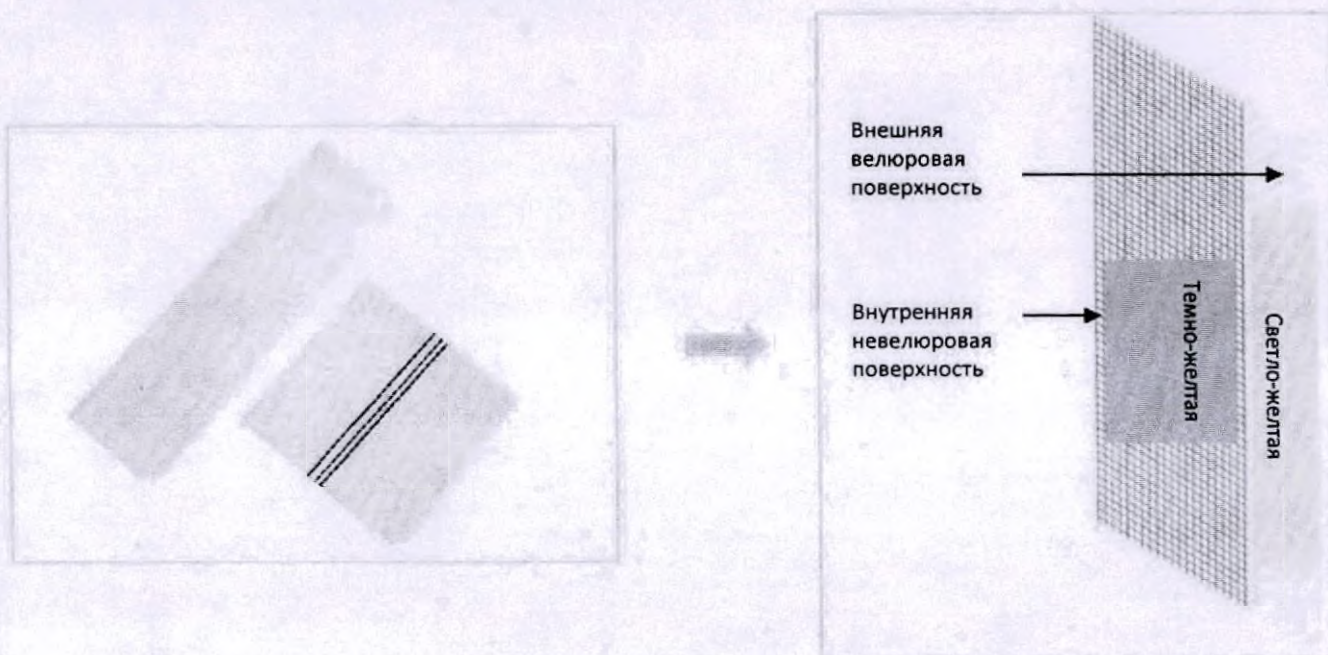 Внешняя
велюровая
поверхность
Внутренняя
невелюровая
поверхность
Темно-желтая
Светло-желтая